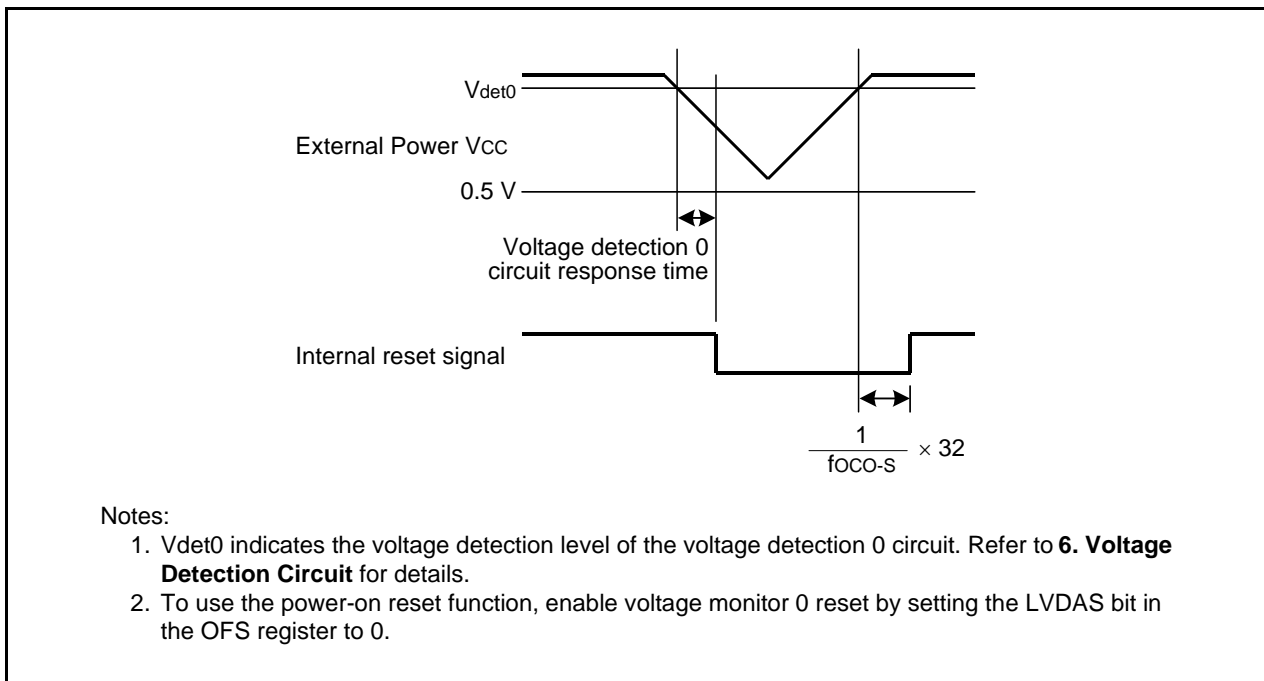 Vdet0
External Power VCC
0.5 V
Voltage detection 0
circuit response time
Internal reset signal
1
fOCO-S
× 32
Notes:
1. Vdet0 indicates the voltage detection level of the voltage detection 0 circuit. Refer to 6. Voltage
Detection Circuit for details.
2. To use the power-on reset function, enable voltage monitor 0 reset by setting the LVDAS bit in
the OFS register to 0.